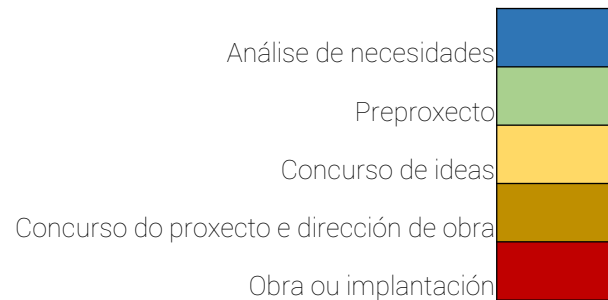 Análise de necesidades
Preproxecto
Concurso de ideas
Concurso do proxecto e dirección de obra
Obra ou implantación